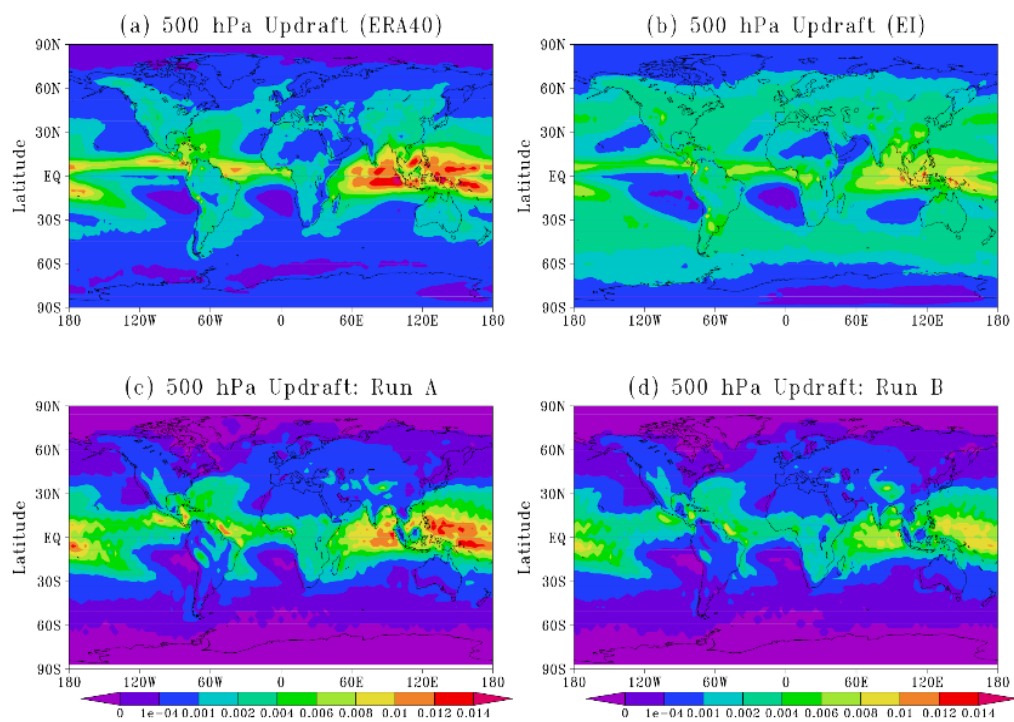 (a) 500 hPa Updraft (ERA40)
(b) 500 hPa Updraft (EI)
90N
60N
30N
EQ
30S
60S
90S
Latitude
180 120W 60W 0 60E 120E 180
90N
60N
30N
EQ
30S
60S
90S
Latitude
180 120W 60W 0 60E 120E 180
(c) 500 hPa Updraft: Run A
(d) 500 hPa Updraft: Run B
90N
60N
30N
EQ
30S
60S
90S
Latitude
180 120W 60W 0 60E 120E 180
0 1e-04 0.001 0.002 0.004 0.006 0.008 0.01 0.012 0.014
90N
60N
30N
EQ
30S
60S
90S
Latitude
180 120W 60W 0 60E 120E 180
0 1e-04 0.001 0.002 0.004 0.006 0.008 0.01 0.012 0.014